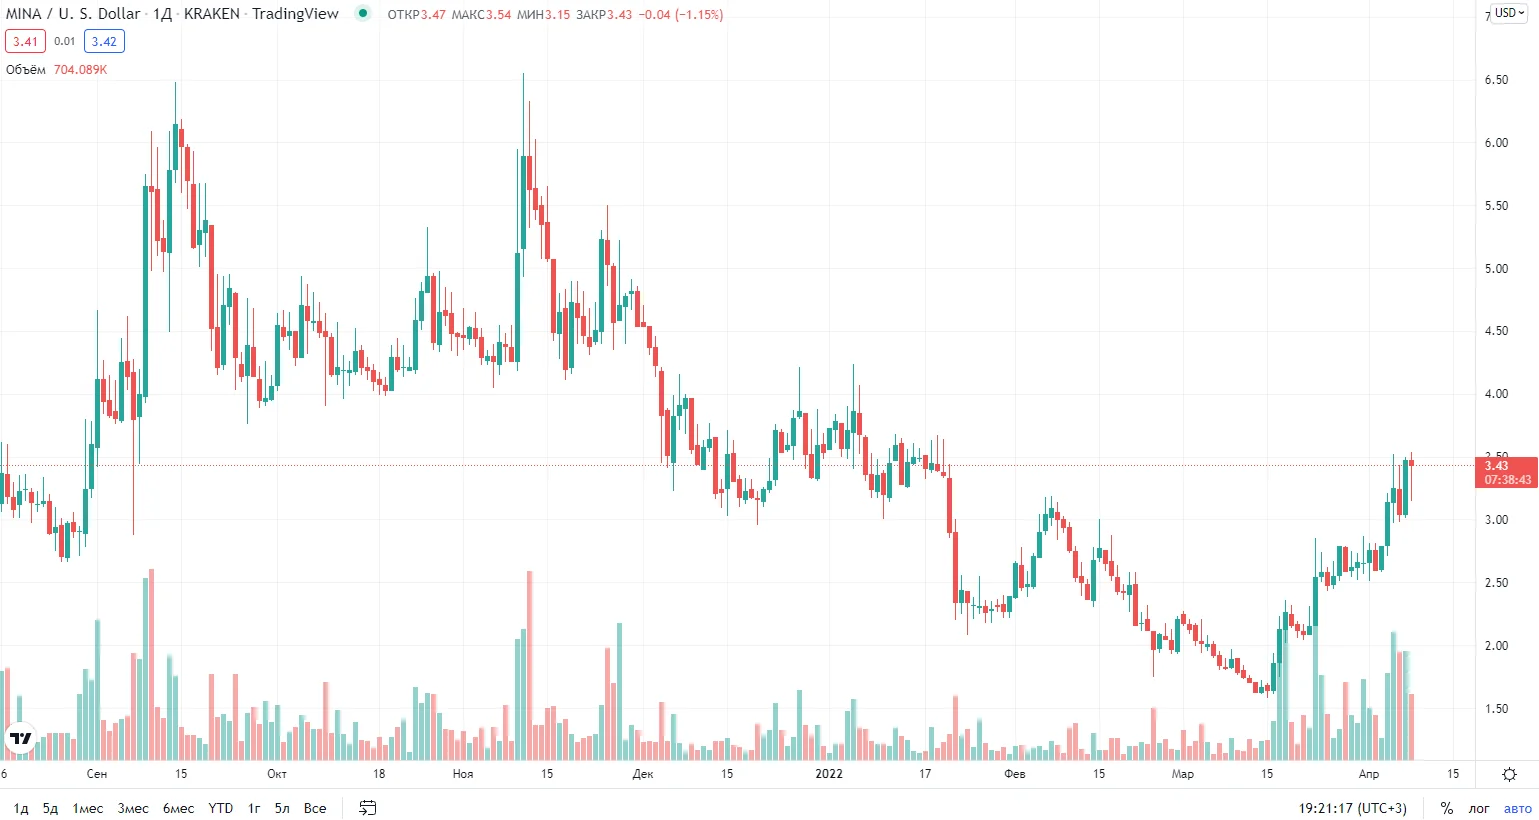 MINA / U. S. Dollar · 1Д · KRAKEN · TradingView ОТКР3.47 МАКС3.54 МИН3.15 ЗАКР3.43 −0.04 (−1.15%)
USD
3.41 0.01 3.42
Объём 704.089K
6.50
6.00
5.50
5.00
4.50
4.00
3.43
07:38:43
3.00
2.50
2.00
1.50
6 Сен 15 Окт 18 Ноя 15 Дек 15 2022 17 Фев 15 Мар 15 Апр 15
1д 5д 1мес 3мес 6мес YTD 1г 5л Все 19:21:17 (UTC+3) % лог авто